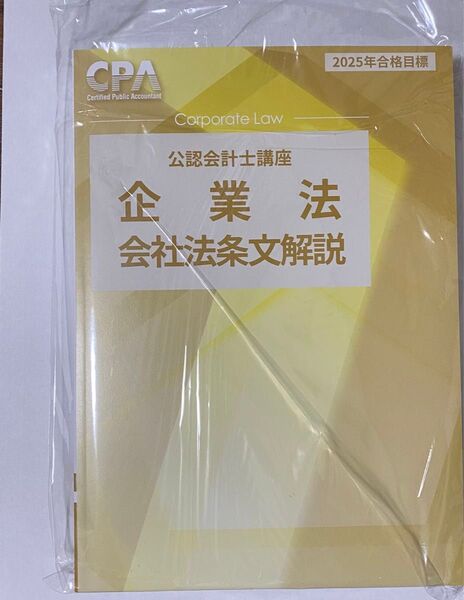 CPA
Certified Public Accountant
2025年合格目標
Corporate Law
公認会計士講座
企業法
会社法条文解説